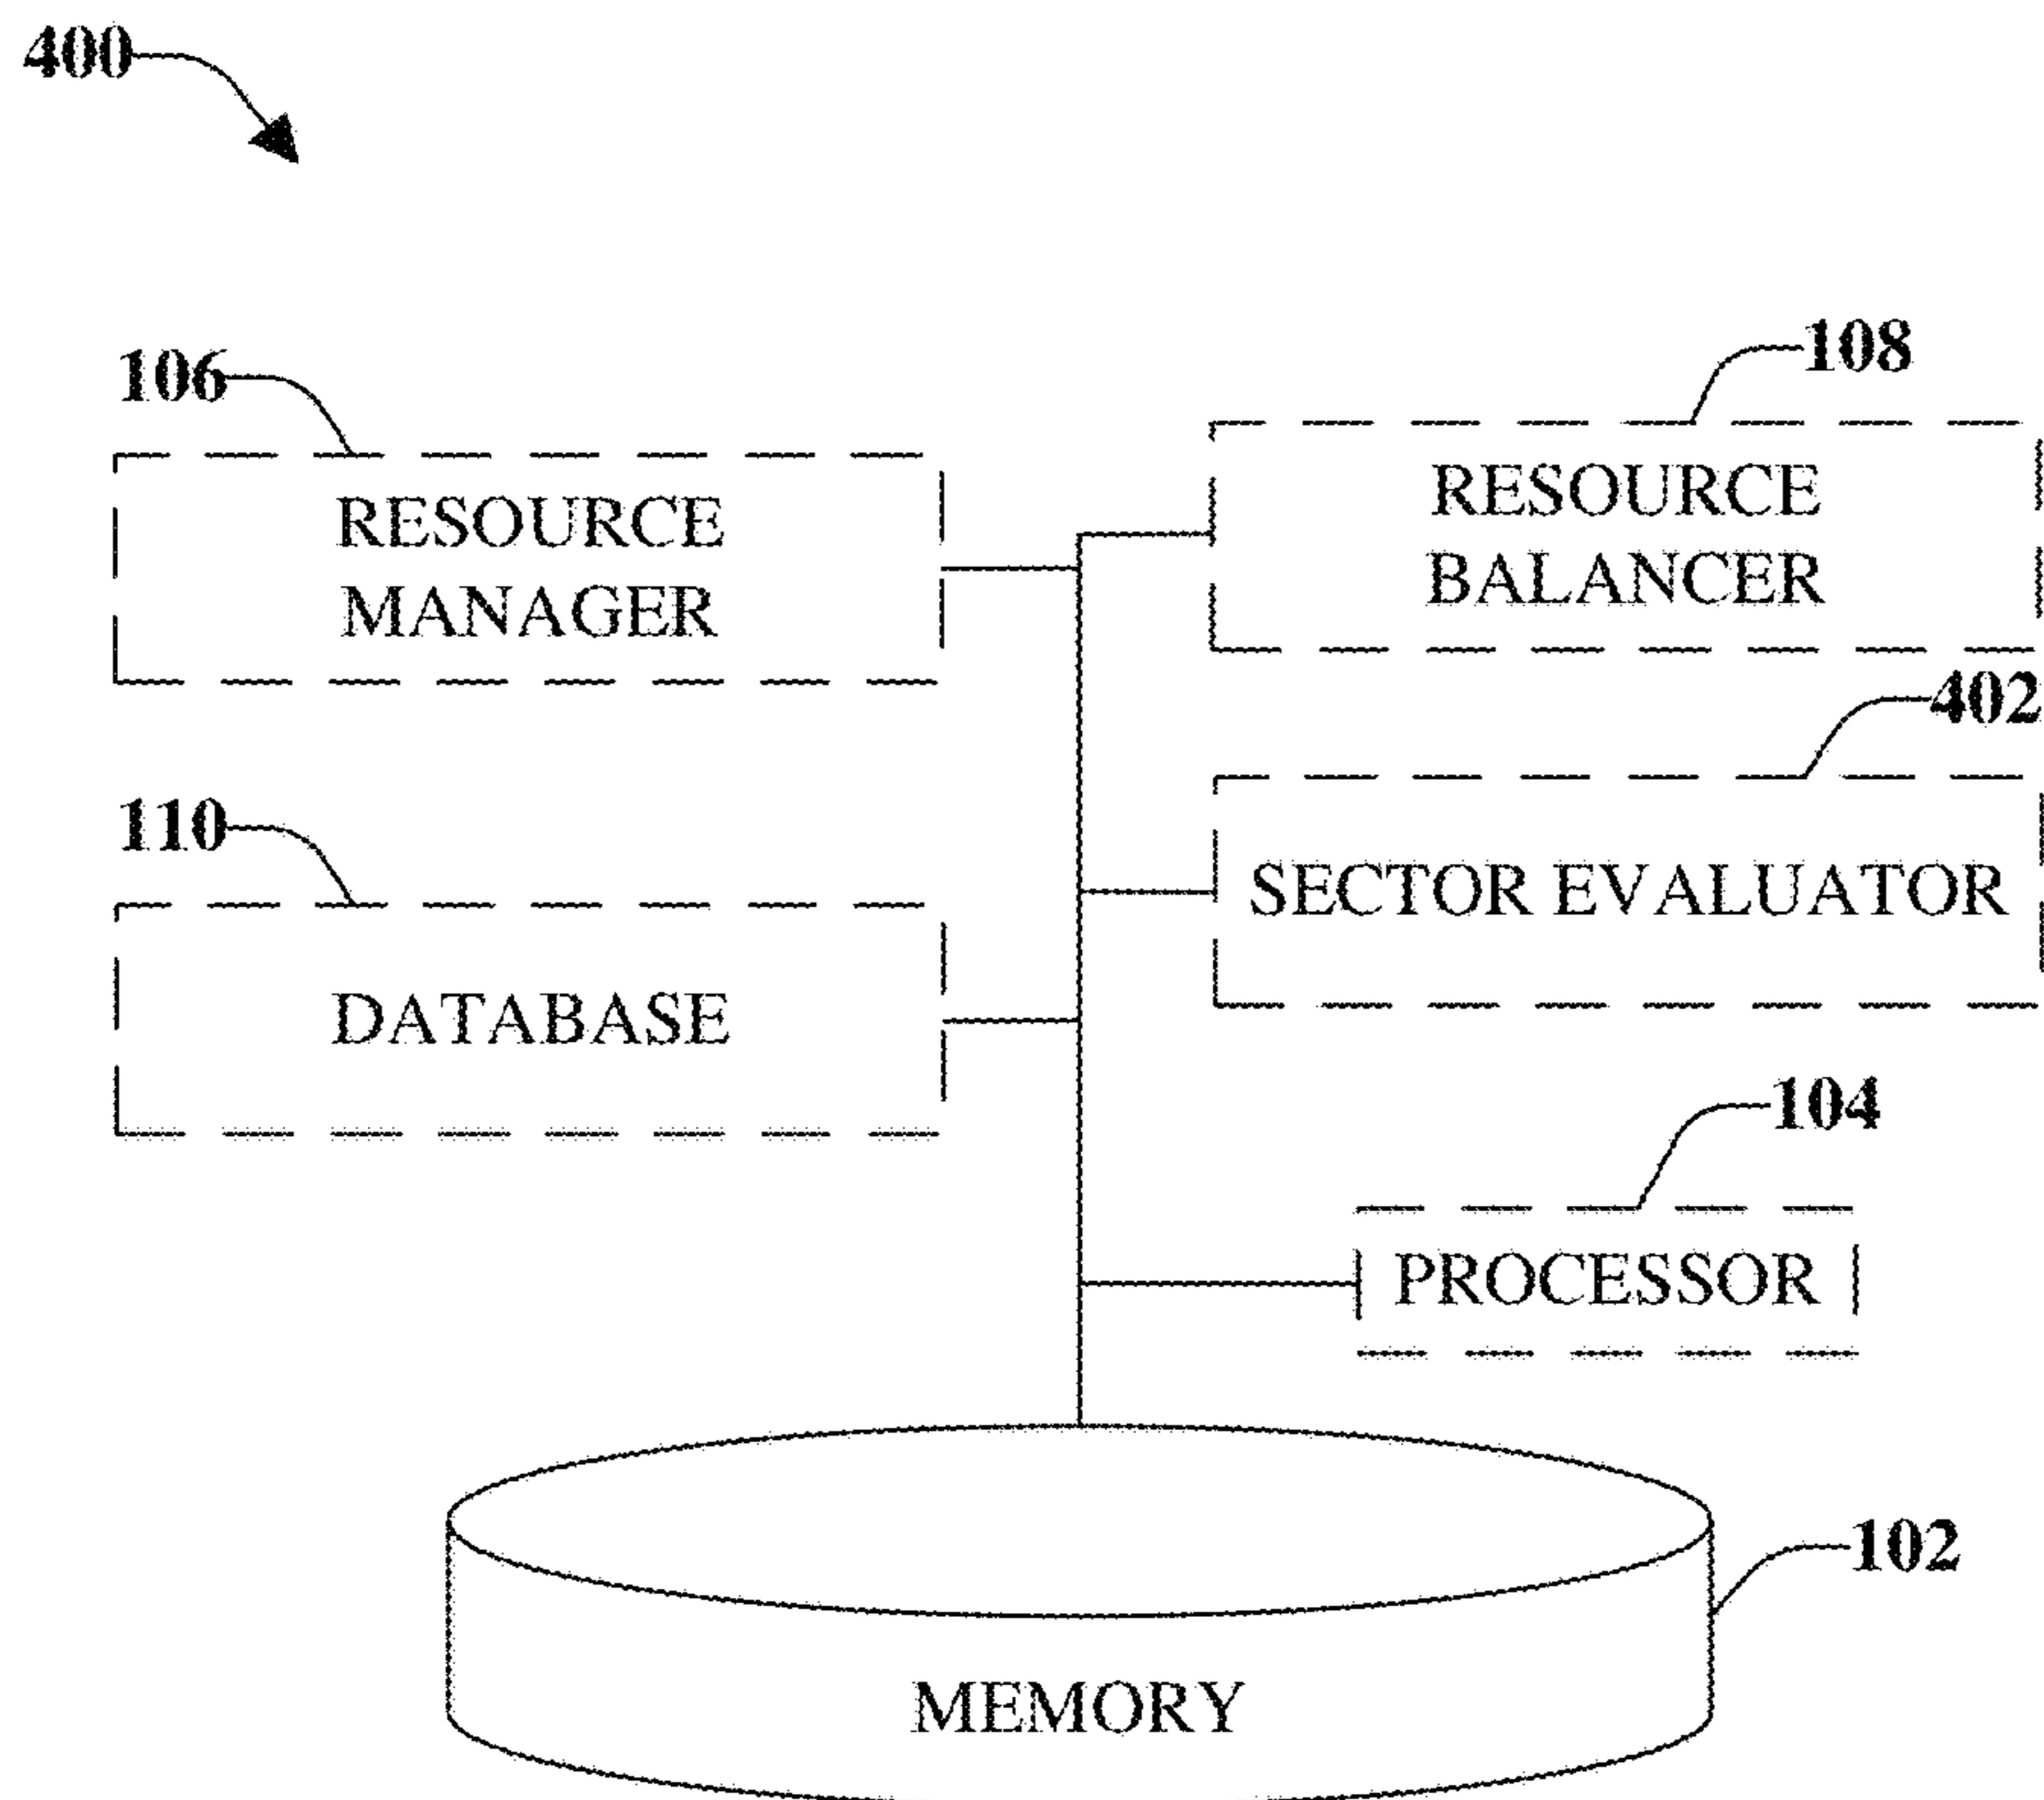 400
106
108
RESOURCE
MANAGER
RESOURCE
BALANCER
402
110
SECTOR EVALUATOR
DATABASE
104
PROCESSOR
102
MEMORY